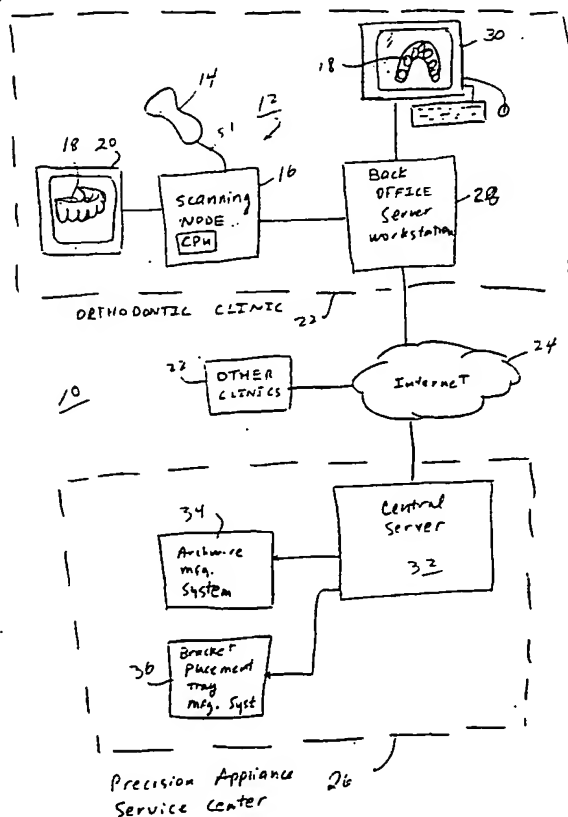 30
18
14
12
51
18 20
16
Scanning
NODE
CPU
Back
OFFICE
Server
Workstation
28
ORTHODONTIC CLINIC
22
22
OTHER
CLINICS
Internet
24
10
34
Archwire
mfg.
System
Central
Server
32
36
Bracket
Placement
Tray
mfg. Syst
26
Precision Appliance
Service Center